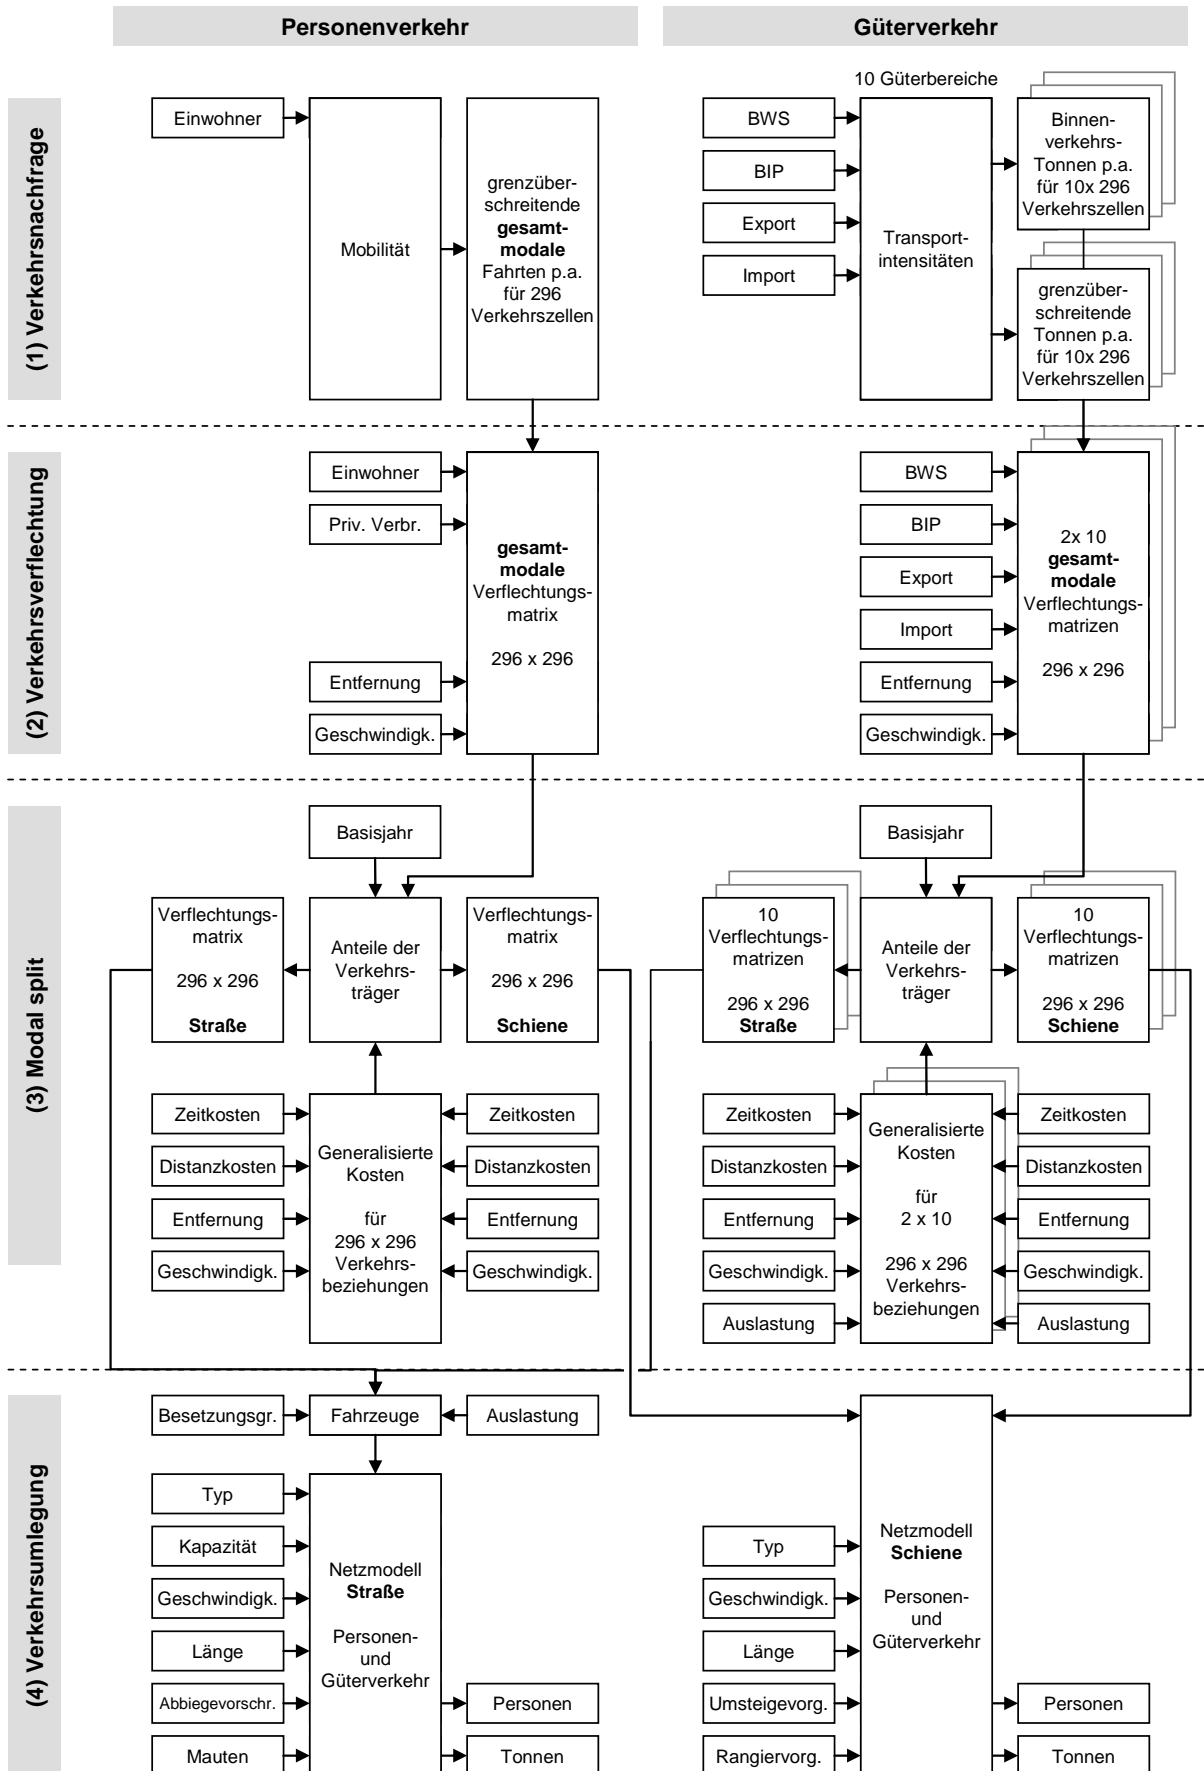 Personenverkehr
Güterverkehr
(1) Verkehrsnachfrage
Einwohner
Mobilität
grenzüber-
schreitende
gesamt-
modale
Fahrten p.a.
für 296
Verkehrszellen
10 Güterbereiche
BWS
BIP
Export
Import
Transport-
intensitäten
Binnen-
verkehrs-
Tonnen p.a.
für 10x 296
Verkehrszellen
grenzüber-
schreitende
Tonnen p.a.
für 10x 296
Verkehrszellen
(2) Verkehrsverflechtung
Einwohner
Priv. Verbr.
Entfernung
Geschwindigk.
gesamt-
modale
Verflechtungs-
matrix
296 x 296
BWS
BIP
Export
Import
Entfernung
Geschwindigk.
2x 10
gesamt-
modale
Verflechtungs-
matrizen
296 x 296
(3) Modal split
Basisjahr
Verflechtungs-
matrix
296 x 296
Straße
Anteile der
Verkehrs-
träger
Verflechtungs-
matrix
296 x 296
Schiene
Zeitkosten
Distanzkosten
Entfernung
Geschwindigk.
Generalisierte
Kosten
für
296 x 296
Verkehrs-
beziehungen
Zeitkosten
Distanzkosten
Entfernung
Geschwindigk.
Basisjahr
10
Verflechtungs-
matrizen
296 x 296
Straße
Anteile der
Verkehrs-
träger
10
Verflechtungs-
matrizen
296 x 296
Schiene
Zeitkosten
Distanzkosten
Entfernung
Geschwindigk.
Auslastung
Generalisierte
Kosten
für
2 x 10
296 x 296
Verkehrs-
beziehungen
Zeitkosten
Distanzkosten
Entfernung
Geschwindigk.
Auslastung
(4) Verkehrsumlegung
Besetzungsgr.
Fahrzeuge
Auslastung
Typ
Kapazität
Geschwindigk.
Länge
Abbiegevorschr.
Mauten
Netzmodell
Straße
Personen-
und
Güterverkehr
Personen
Tonnen
Typ
Geschwindigk.
Länge
Umsteigevorg.
Rangiervorg.
Netzmodell
Schiene
Personen-
und
Güterverkehr
Personen
Tonnen